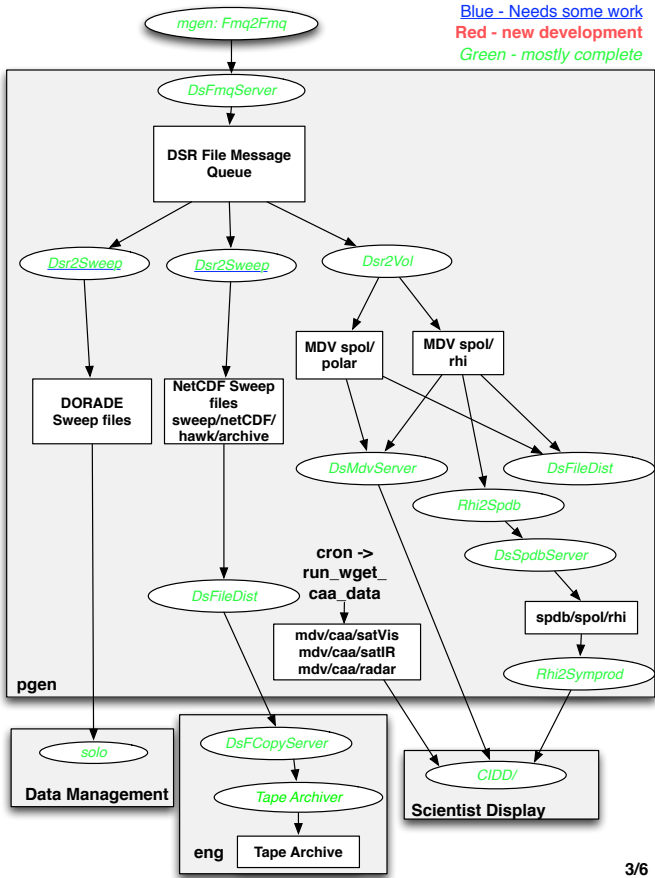 mgen: Fmq2Fmq
Blue - Needs some work
Red - new development
Green - mostly complete
DsFmqServer
DSR File Message
Queue
Dsr2Sweep
Dsr2Sweep
Dsr2Vol
MDV spol/
polar
MDV spol/
rhi
DORADE
Sweep files
NetCDF Sweep
files
sweep/netCDF/
hawk/archive
DsMdvServer
DsFileDist
Rhi2Spdb
DsSpdbServer
cron ->
run_wget_
caa_data
DsFileDist
spdb/spol/rhi
mdv/caa/satVis
mdv/caa/satIR
mdv/caa/radar
Rhi2Symprod
pgen
solo
Data Management
DsFCopyServer
Tape Archiver
eng
Tape Archive
CIDD/
Scientist Display
3/6